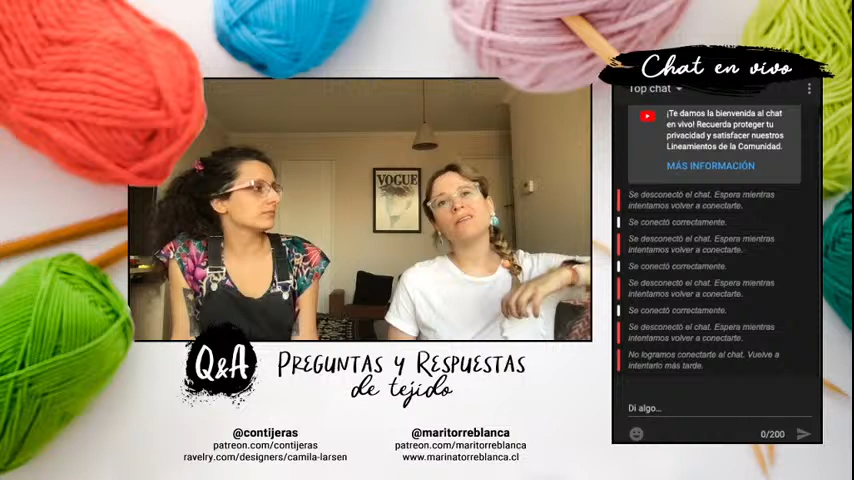 Chat en vivo
Top chat
¡Te damos la bienvenida al chat
en vivo! Recuerda proteger tu
privacidad y satisfacer nuestros
Lineamientos de la Comunidad.
MÁS INFORMACIÓN
Se desconectó el chat. Espera mientras
intentamos volver a conectarte.
Se conectó correctamente.
Se desconectó el chat. Espera mientras
intentamos volver a conectarte.
Se conectó correctamente.
Se desconectó el chat. Espera mientras
intentamos volver a conectarte.
Se conectó correctamente.
Se desconectó el chat. Espera mientras
intentamos volver a conectarte.
No logramos conectarte al chat. Vuelve a
intentarlo más tarde.
Di algo...
0/200
VOGUE
Q&A
PREGUNTAS Y RESPUESTAS
de tejido
@contijeras
patreon.com/contijeras
ravelry.com/designers/camila-larsen
@maritorreblanca
patreon.com/maritorreblanca
www.marinatorreblanca.cl